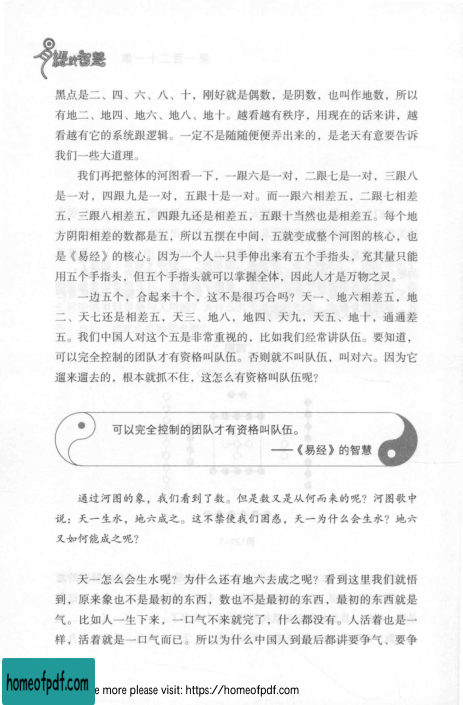 易经的智慧
黑点是二、四、六、八、十，刚好就是偶数，是阴数，也叫作地数，所以
有地二、地四、地六、地八、地十。越看越有秩序，用现在的话来讲，越
看越有它的系统跟逻辑。一定不是随随便便弄出来的，是老天有意要告诉
我们一些大道理。
我们再把整体的河图看一下，一跟六是一对，二跟七是一对，三跟八
是一对，四跟九是一对，五跟十是一对。而一跟六相差五，二跟七相差
五，三跟八相差五，四跟九还是相差五，五跟十当然也是相差五。每个地
方阴阳相差的数都是五，所以五摆在中间，五就变成整个河图的核心，也
是《易经》的核心。因为一个人一只手伸出来有五个手指头，充其量只能
用五个手指头，但五个手指头就可以掌握全体，因此人才是万物之灵。
一边五个，合起来十个，这不是很巧合吗？天一、地六相差五，地
二、天七还是相差五，天三、地八，地四、天九，天五、地十，通通差
五。我们中国人对这个五是非常重视的，比如我们经常讲队伍。要知道，
可以完全控制的团队才有资格叫队伍。否则就不叫队伍，叫对六。因为它
遛来遛去的，根本就抓不住，这怎么有资格叫队伍呢？
可以完全控制的团队才有资格叫队伍。
——《易经》的智慧
通过河图的象，我们看到了数。但是数又是从何而来的呢？河图歌中
说：天一生水，地六成之。这不禁使我们困惑，天一为什么会生水？地六
又如何能成之呢？
天一怎么会生水呢？为什么还有地六去成之呢？看到这里我们就悟
到，原来象也不是最初的东西，数也不是最初的东西，最初的东西就是
气。比如人一生下来，一口气不来就完了，什么都没有。人活着也是一
样，活着就是一口气而已。所以为什么中国人到最后都讲要争气、要争
homeofpdf.com
e more please visit: https://homeofpdf.com